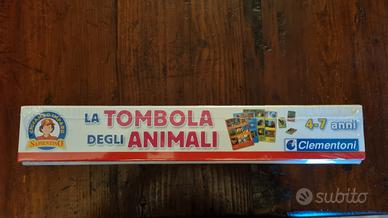 SAPIENTINO
LA TOMBOLA
DEGLI ANIMALI
4-7 anni
Clementoni
subito